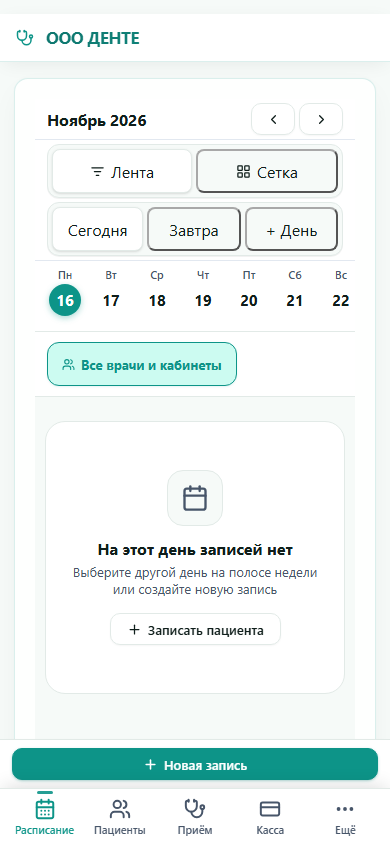 ООО ДЕНТЕ
Ноябрь 2026
Лента Сетка
Сегодня Завтра + День
Пн Вт Ср Чт Пт Сб Вс
16 17 18 19 20 21 22
Все врачи и кабинеты
На этот день записей нет
Выберите другой день на полосе недели
или создайте новую запись
+ Записать пациента
+ Новая запись
Расписание Пациенты Приём Касса Ещё